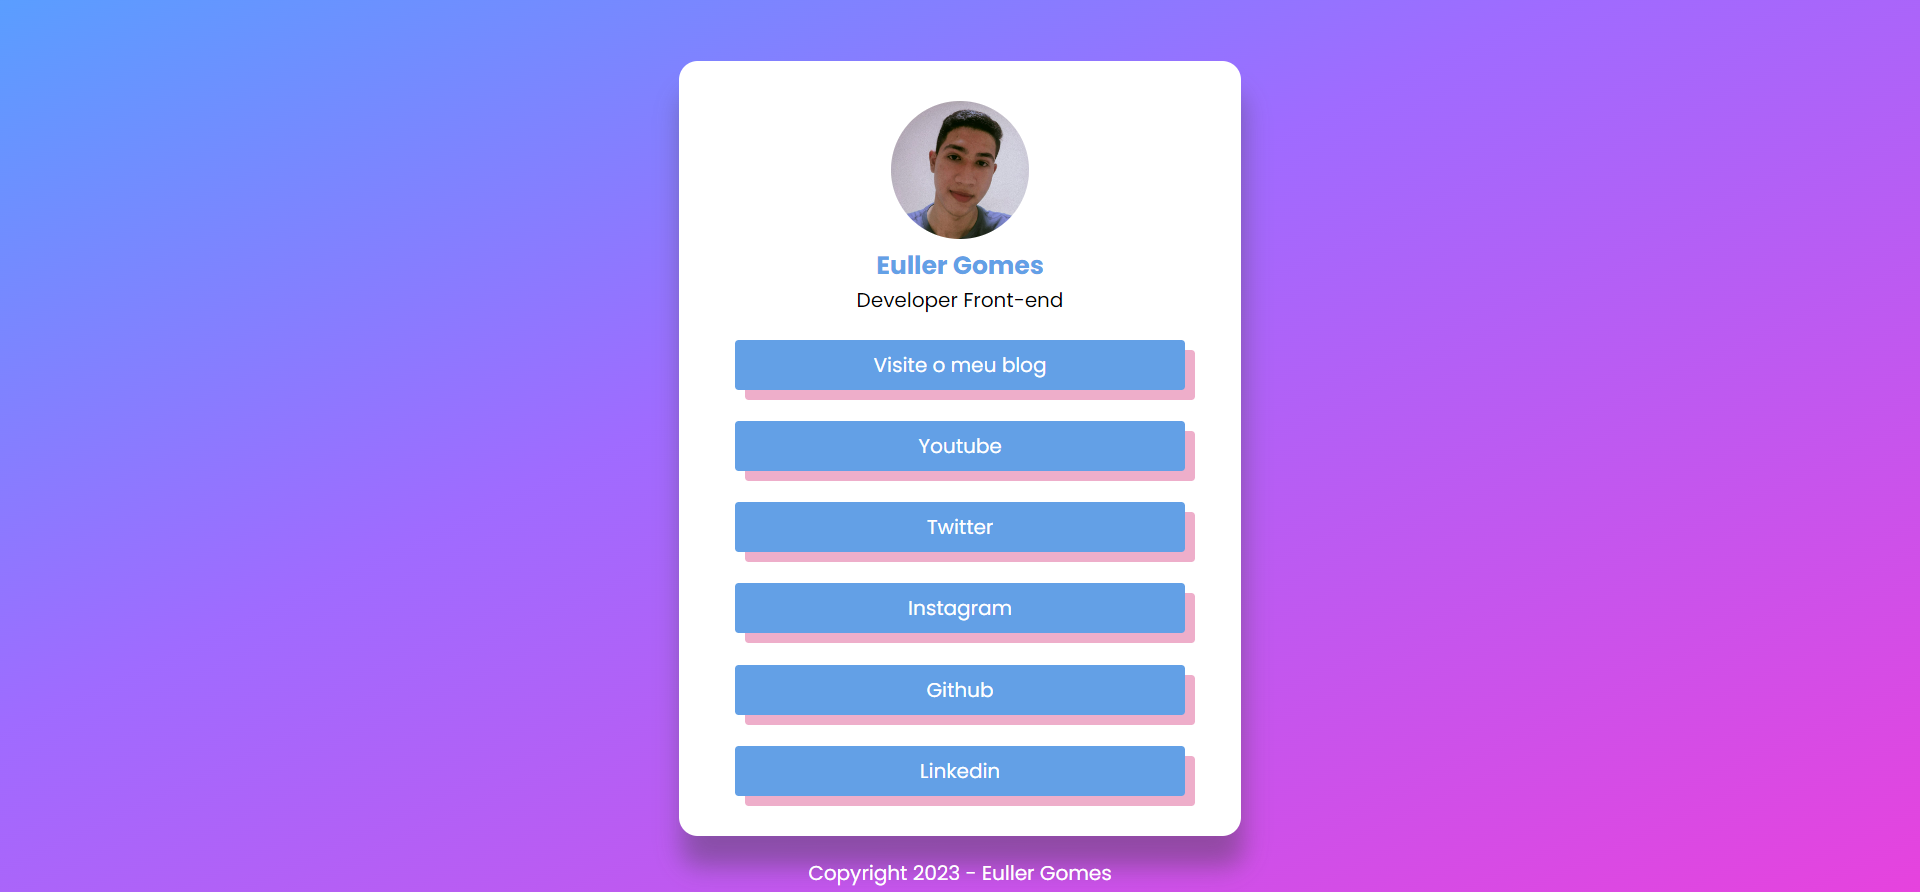 Euller Gomes
Developer Front-end
Visite o meu blog
Youtube
Twitter
Instagram
Github
Linkedin
Copyright 2023 - Euller Gomes